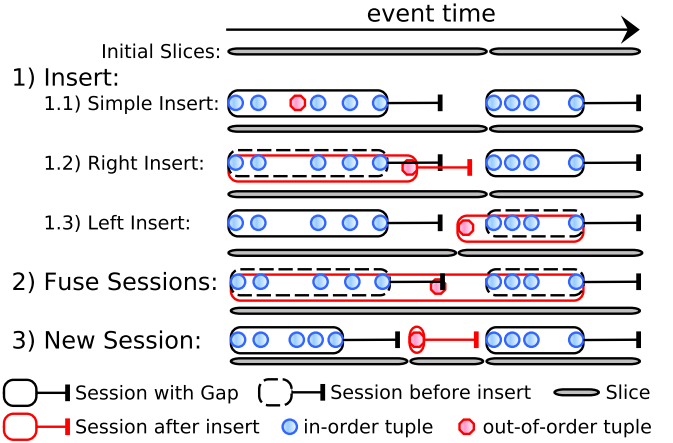 event time
Initial Slices:
1) Insert:
1.1) Simple Insert:
1.2) Right Insert:
1.3) Left Insert:
2) Fuse Sessions:
3) New Session:
Session with Gap Session before insert Slice
Session after insert in-order tuple out-of-order tuple